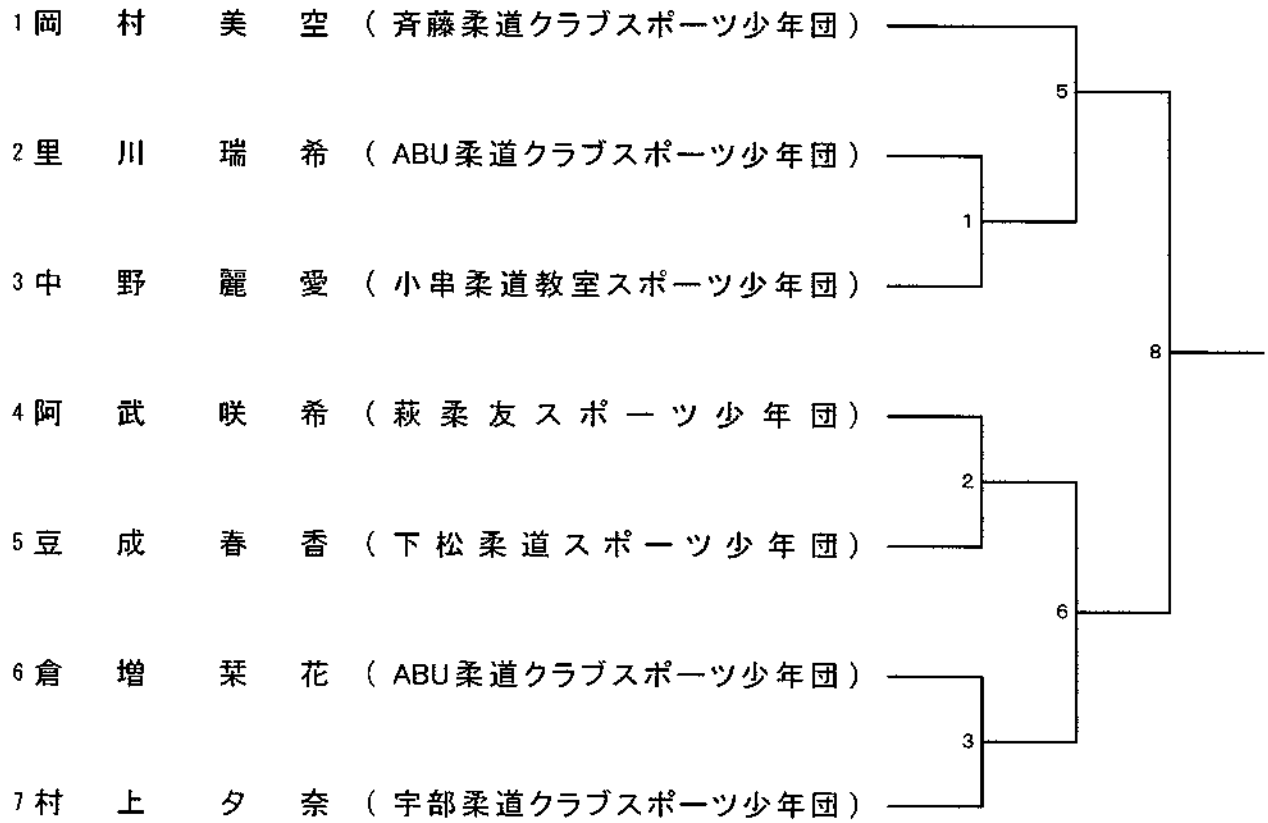 1 岡村美空 (斉藤柔道クラブスポーツ少年団)
5
2 里川瑞希 (ABU柔道クラブスポーツ少年団)
1
3 中野麗愛 (小串柔道教室スポーツ少年団)
8
4 阿武咲希 (萩柔友スポーツ少年団)
2
5 豆成春香 (下松柔道スポーツ少年団)
6
6 倉増栞花 (ABU柔道クラブスポーツ少年団)
3
7 村上夕奈 (宇部柔道クラブスポーツ少年団)